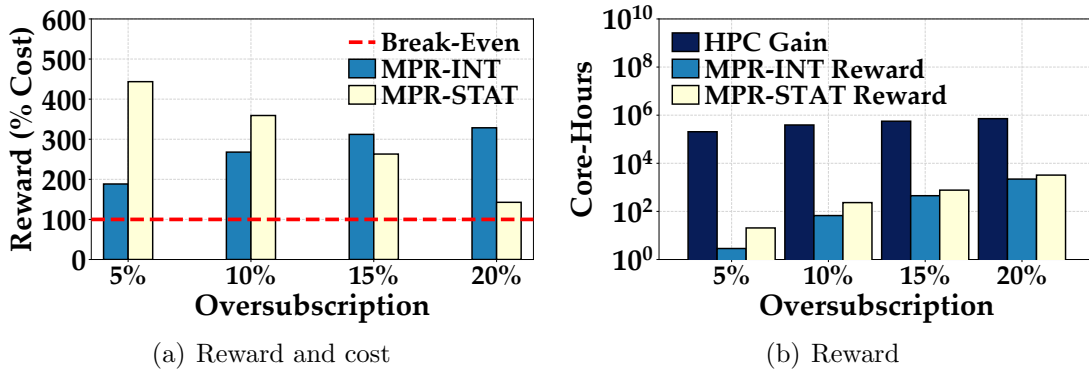 600
500
400
300
200
100
0
Reward (% Cost)
Break-Even
MPR-INT
MPR-STAT
5% 10% 15% 20%
Oversubscription
(a) Reward and cost
10^10
10^8
10^6
10^4
10^2
10^0
Core-Hours
HPC Gain
MPR-INT Reward
MPR-STAT Reward
5% 10% 15% 20%
Oversubscription
(b) Reward